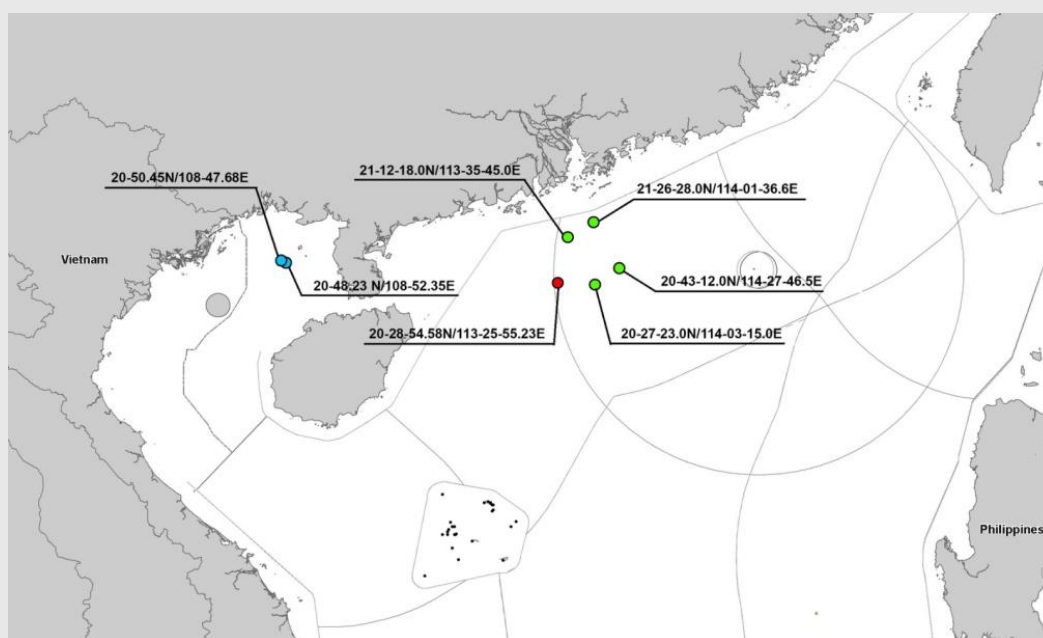 21-12-18.0N/113-35-45.0E
20-50.45N/108-47.68E
21-26-28.0N/114-01-36.6E
Vietnam
20-43-12.0N/114-27-46.5E
20-48.23 N/108-52.35E
20-28-54.58N/113-25-55.23E
20-27-23.0N/114-03-15.0E
Philippines